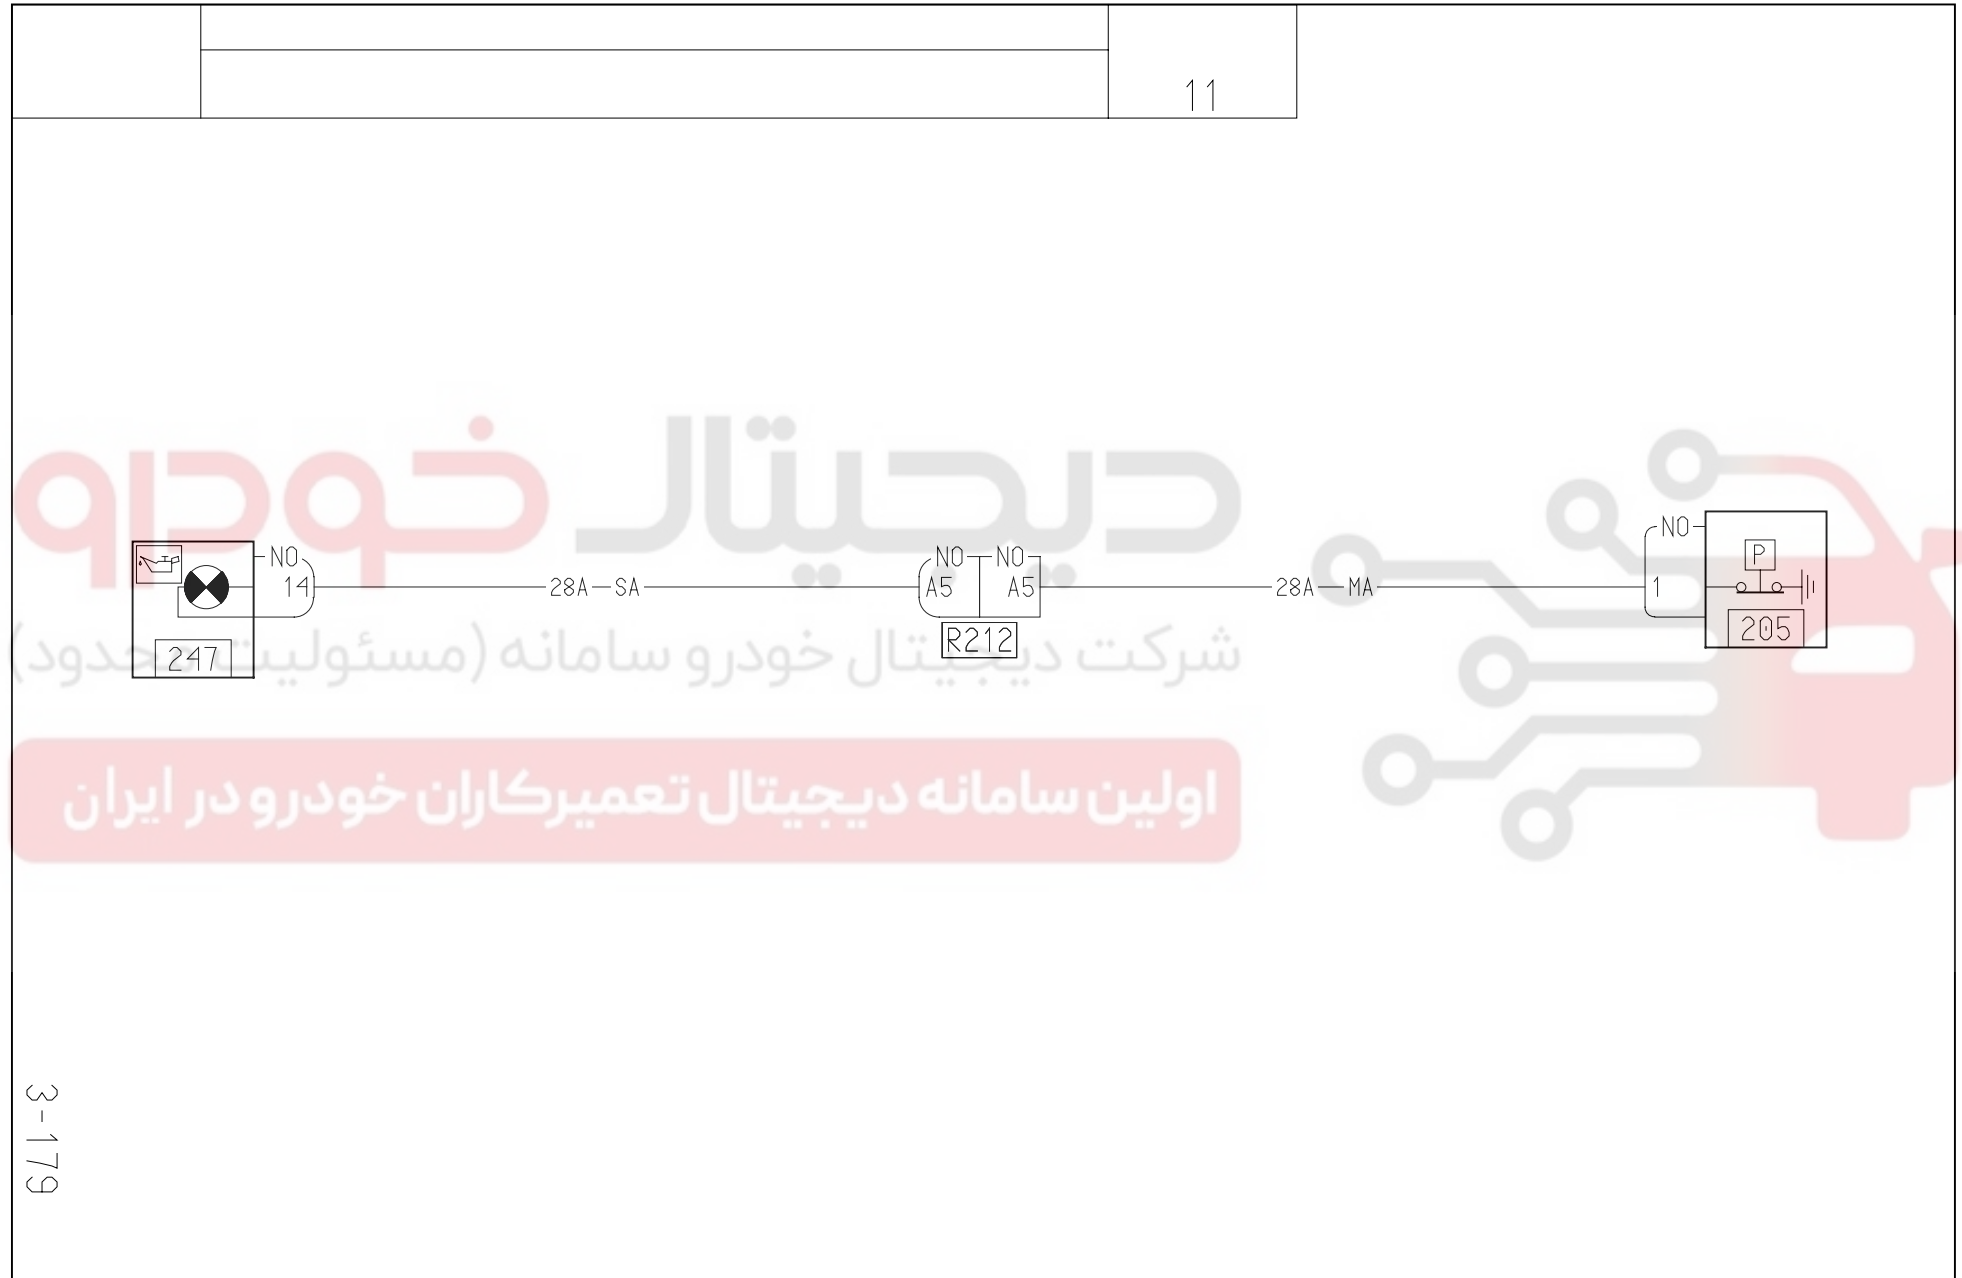 11
دیجیتال خودرو
NO
14
247
28A SA
NO NO
A5 A5
R212
28A MA
NO
1
P
205
شرکت دیجیتال خودرو سامانه (مسئولیت محدود)
اولین سامانه دیجیتال تعمیرکاران خودرو در ایران
3-179